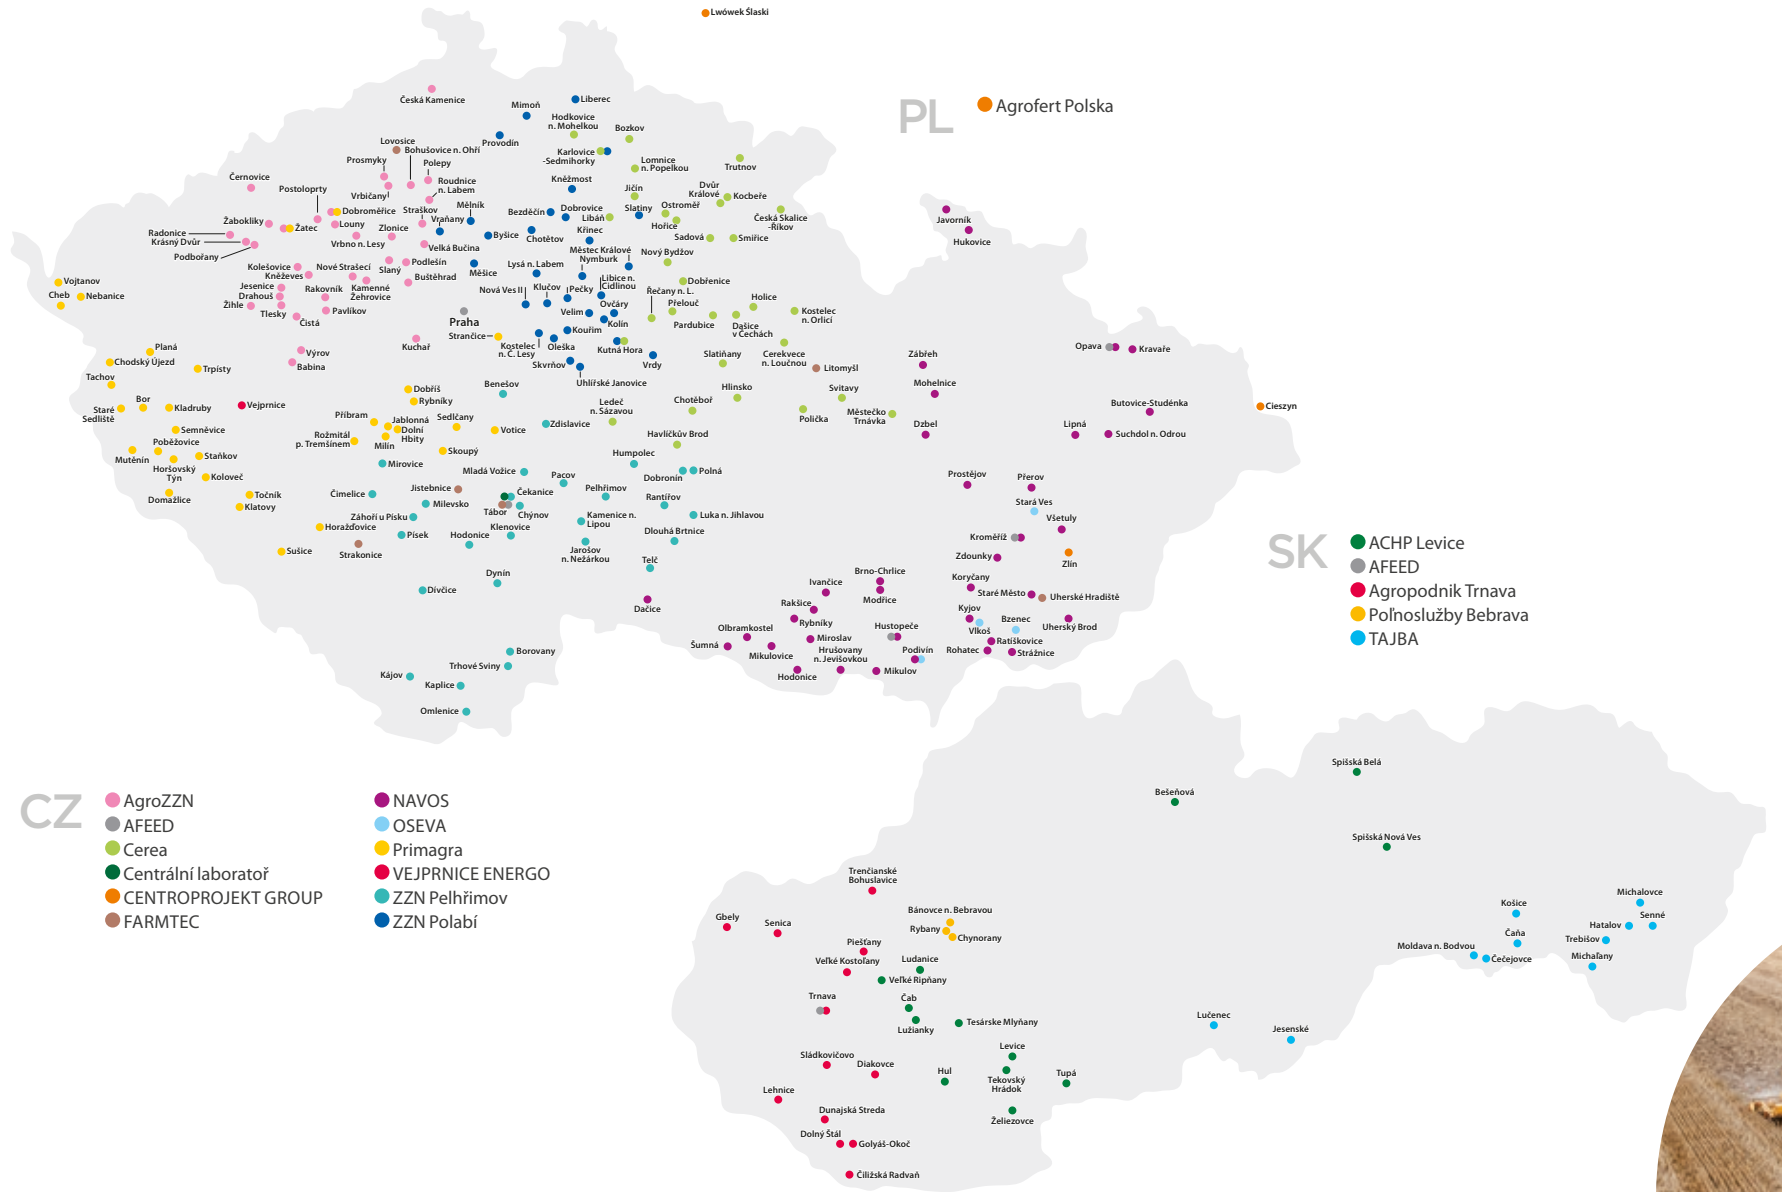 Lwówek Ślaski
PL
Agrofert Polska
Česká Kamenice
Mimoň
Liberec
Provodín
Hodkovice
n. Mohelkou
Bozkov
Karlovice
-Sedmihorky
Lomnice
n. Popelkou
Trutnov
Lovosice
Bohušovice n. Ohří
Prosmyky
Polepy
Vrbičany
Roudnice
n. Labem
Černovice
Postoloprty
Kněžmost
Jičín
Dvůr
Králové
Kocbeře
Žabokliky
Žatec
Dobroměřice
Louny
Straškov
Vraňany
Mělník
Bezděčín
Dobrovice
Libáň
Slatiny
Ostroměř
Hořice
Česká Skalice
-Říkov
Radonice
Krásný Dvůr
Podbořany
Vrbno n. Lesy
Zlonice
Velká Bučina
Byšice
Chotětov
Křinec
Sadová
Smiřice
Javorník
Hukovice
Kolešovice
Kněževes
Nové Strašecí
Slaný
Podlešín
Měšice
Lysá n. Labem
Městec Králové
Nymburk
Nový Bydžov
Vojtanov
Cheb
Nebanice
Jesenice
Drahouš
Žihle
Tlesky
Rakovník
Kamenné
Žehrovice
Buštěhrad
Pavlíkov
Čistá
Nová Ves II
Klučov
Pečky
Libice n.
Cidlinou
Řečany n. L.
Dobřenice
Přelouč
Holice
Kostelec
n. Orlicí
Praha
Velim
Ovčáry
Kolín
Pardubice
Dašice
v Čechách
Strančice
Kouřim
Kostelec
n. Č. Lesy
Oleška
Kutná Hora
Skvrňov
Vrdy
Uhlířské Janovice
Slatiňany
Cerekvece
n. Loučnou
Litomyšl
Zábřeh
Opava
Kravaře
Planá
Chodský Újezd
Tachov
Trpísty
Výrov
Babina
Kuchař
Bor
Staré
Sedliště
Kladruby
Vejprnice
Dobříš
Rybníky
Benešov
Ledeč
n. Sázavou
Chotěboř
Hlinsko
Svitavy
Polička
Městečko
Trnávka
Mohelnice
Dzbel
Butovice-Studénka
Lipná
Suchdol n. Odrou
Cieszyn
Semněvice
Poběžovice
Mutěnín
Horšovský
Týn
Staňkov
Koloveč
Domažlice
Příbram
Jablonná
Dolní
Hbity
Rožmitál
p. Tremšínem
Milín
Sedlčany
Skoupý
Votice
Zdislavice
Havlíčkův Brod
Humpolec
Dobronín
Polná
Mirovice
Mladá Vožice
Pacov
Točník
Klatovy
Čimelice
Jistebnice
Milevsko
Čekanice
Tábor
Chýnov
Pelhřimov
Rantířov
Kamenice n.
Lipou
Luka n. Jihlavou
Horažďovice
Záhoří u Písku
Písek
Hodonice
Klenovice
Dlouhá Brtnice
Jarošov
n. Nežárkou
Sušice
Strakonice
Dynín
Dívčice
Telč
Dačice
Prostějov
Přerov
Stará Ves
Všetuly
Kroměříž
Zdounky
Zlín
Brno-Chrlice
Modřice
Ivančice
Rakšice
Rybníky
Koryčany
Staré Město
Uherské Hradiště
Kyjov
Vlkoš
Bzenec
Uherský Brod
Ratíškovice
Rohatec
Strážnice
Olbramkostel
Šumná
Mikulovice
Miroslav
Hrušovany
n. Jevišovkou
Hustopeče
Podivín
Hodonice
Mikulov
Borovany
Trhové Sviny
Kájov
Kaplice
Omlenice
SK
ACHP Levice
AFEED
Agropodnik Trnava
Poľnoslužby Bebrava
TAJBA
CZ
AgroZZN
AFEED
Cerea
Centrální laboratoř
CENTROPROJEKT GROUP
FARMTEC
NAVOS
OSEVA
Primagra
VEJPRNICE ENERGO
ZZN Pelhřimov
ZZN Polabí
Spišská Belá
Bešeňová
Spišská Nová Ves
Trenčianské
Bohuslavice
Gbely
Senica
Bánovce n. Bebravou
Rybany
Chynorany
Piešťany
Veľké Kostoľany
Ludanice
Veľké Ripňany
Trnava
Čab
Lužianky
Tesárske Mlyňany
Michalovce
Košice
Senné
Hatalov
Čaňa
Trebišov
Moldava n. Bodvou
Čečejovce
Michaľany
Lučenec
Jesenské
Sládkovičovo
Diakovce
Levice
Tekovský
Hrádok
Hul
Tupá
Lehnice
Dunajská Streda
Želiezovce
Dolný Štál
Golyáš-Okoč
Čiližská Radvaň